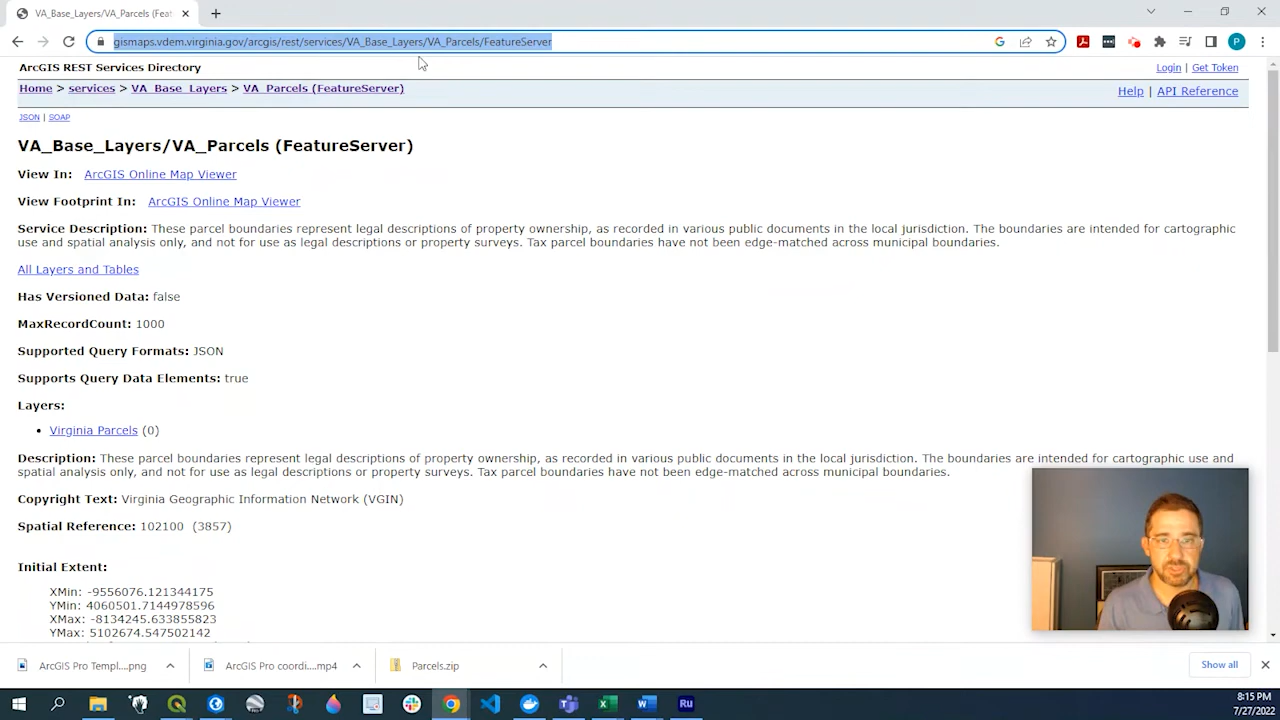 VA_Base_Layers/VA_Parcels (Feat
gismaps.vdem.virginia.gov/arcgis/rest/services/VA_Base_Layers/VA_Parcels/FeatureServer
ArcGIS REST Services Directory
Login | Get Token
Home > services > VA_Base_Layers > VA_Parcels (FeatureServer)
Help | API Reference
JSON | SOAP
VA_Base_Layers/VA_Parcels (FeatureServer)
View In: ArcGIS Online Map Viewer
View Footprint In: ArcGIS Online Map Viewer
Service Description: These parcel boundaries represent legal descriptions of property ownership, as recorded in various public documents in the local jurisdiction. The boundaries are intended for cartographic
use and spatial analysis only, and not for use as legal descriptions or property surveys. Tax parcel boundaries have not been edge-matched across municipal boundaries.
All Layers and Tables
Has Versioned Data: false
MaxRecordCount: 1000
Supported Query Formats: JSON
Supports Query Data Elements: true
Layers:
Virginia Parcels (0)
Description: These parcel boundaries represent legal descriptions of property ownership, as recorded in various public documents in the local jurisdiction. The boundaries are intended for cartographic use and
spatial analysis only, and not for use as legal descriptions or property surveys. Tax parcel boundaries have not been edge-matched across municipal boundaries.
Copyright Text: Virginia Geographic Information Network (VGIN)
Spatial Reference: 102100 (3857)
Initial Extent:
XMin: -9556076.121344175
YMin: 4060501.7144978596
XMax: -8134245.633855823
YMax: 5102674.547502142
ArcGIS Pro Templ....png
ArcGIS Pro coordi....mp4
Parcels.zip
Show all
Ru
8:15 PM
7/27/2022